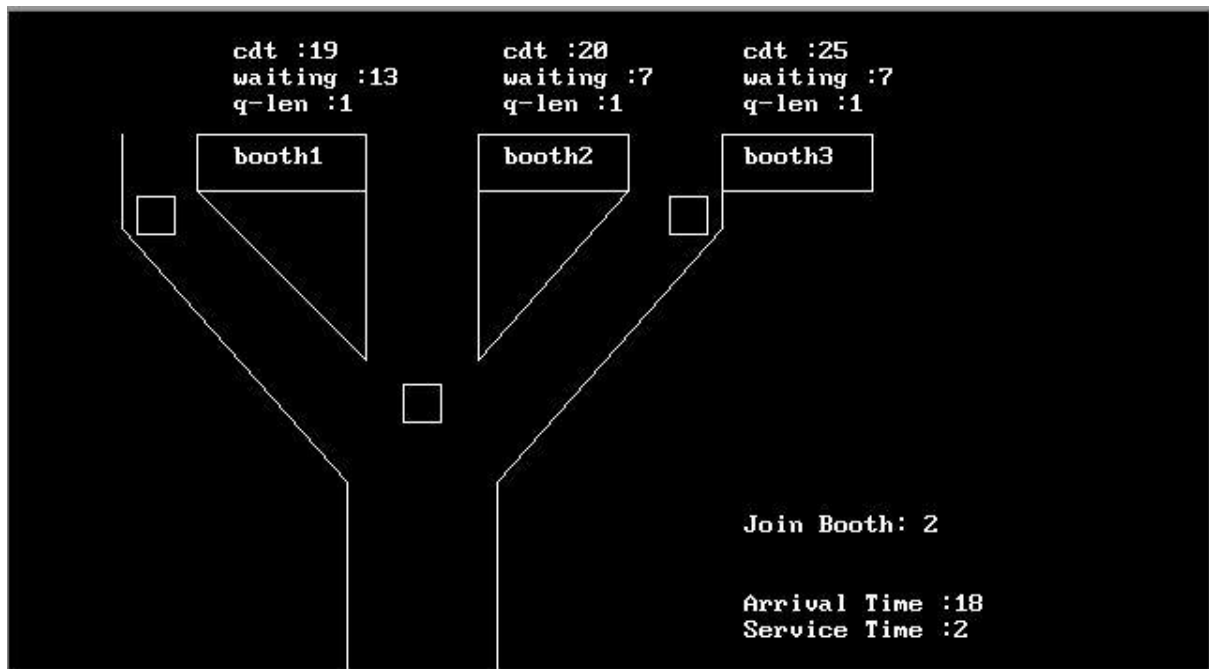 cdt :19
waiting :13
q-len :1
cdt :20
waiting :7
q-len :1
cdt :25
waiting :7
q-len :1
booth1
booth2
booth3
Join Booth: 2
Arrival Time :18
Service Time :2